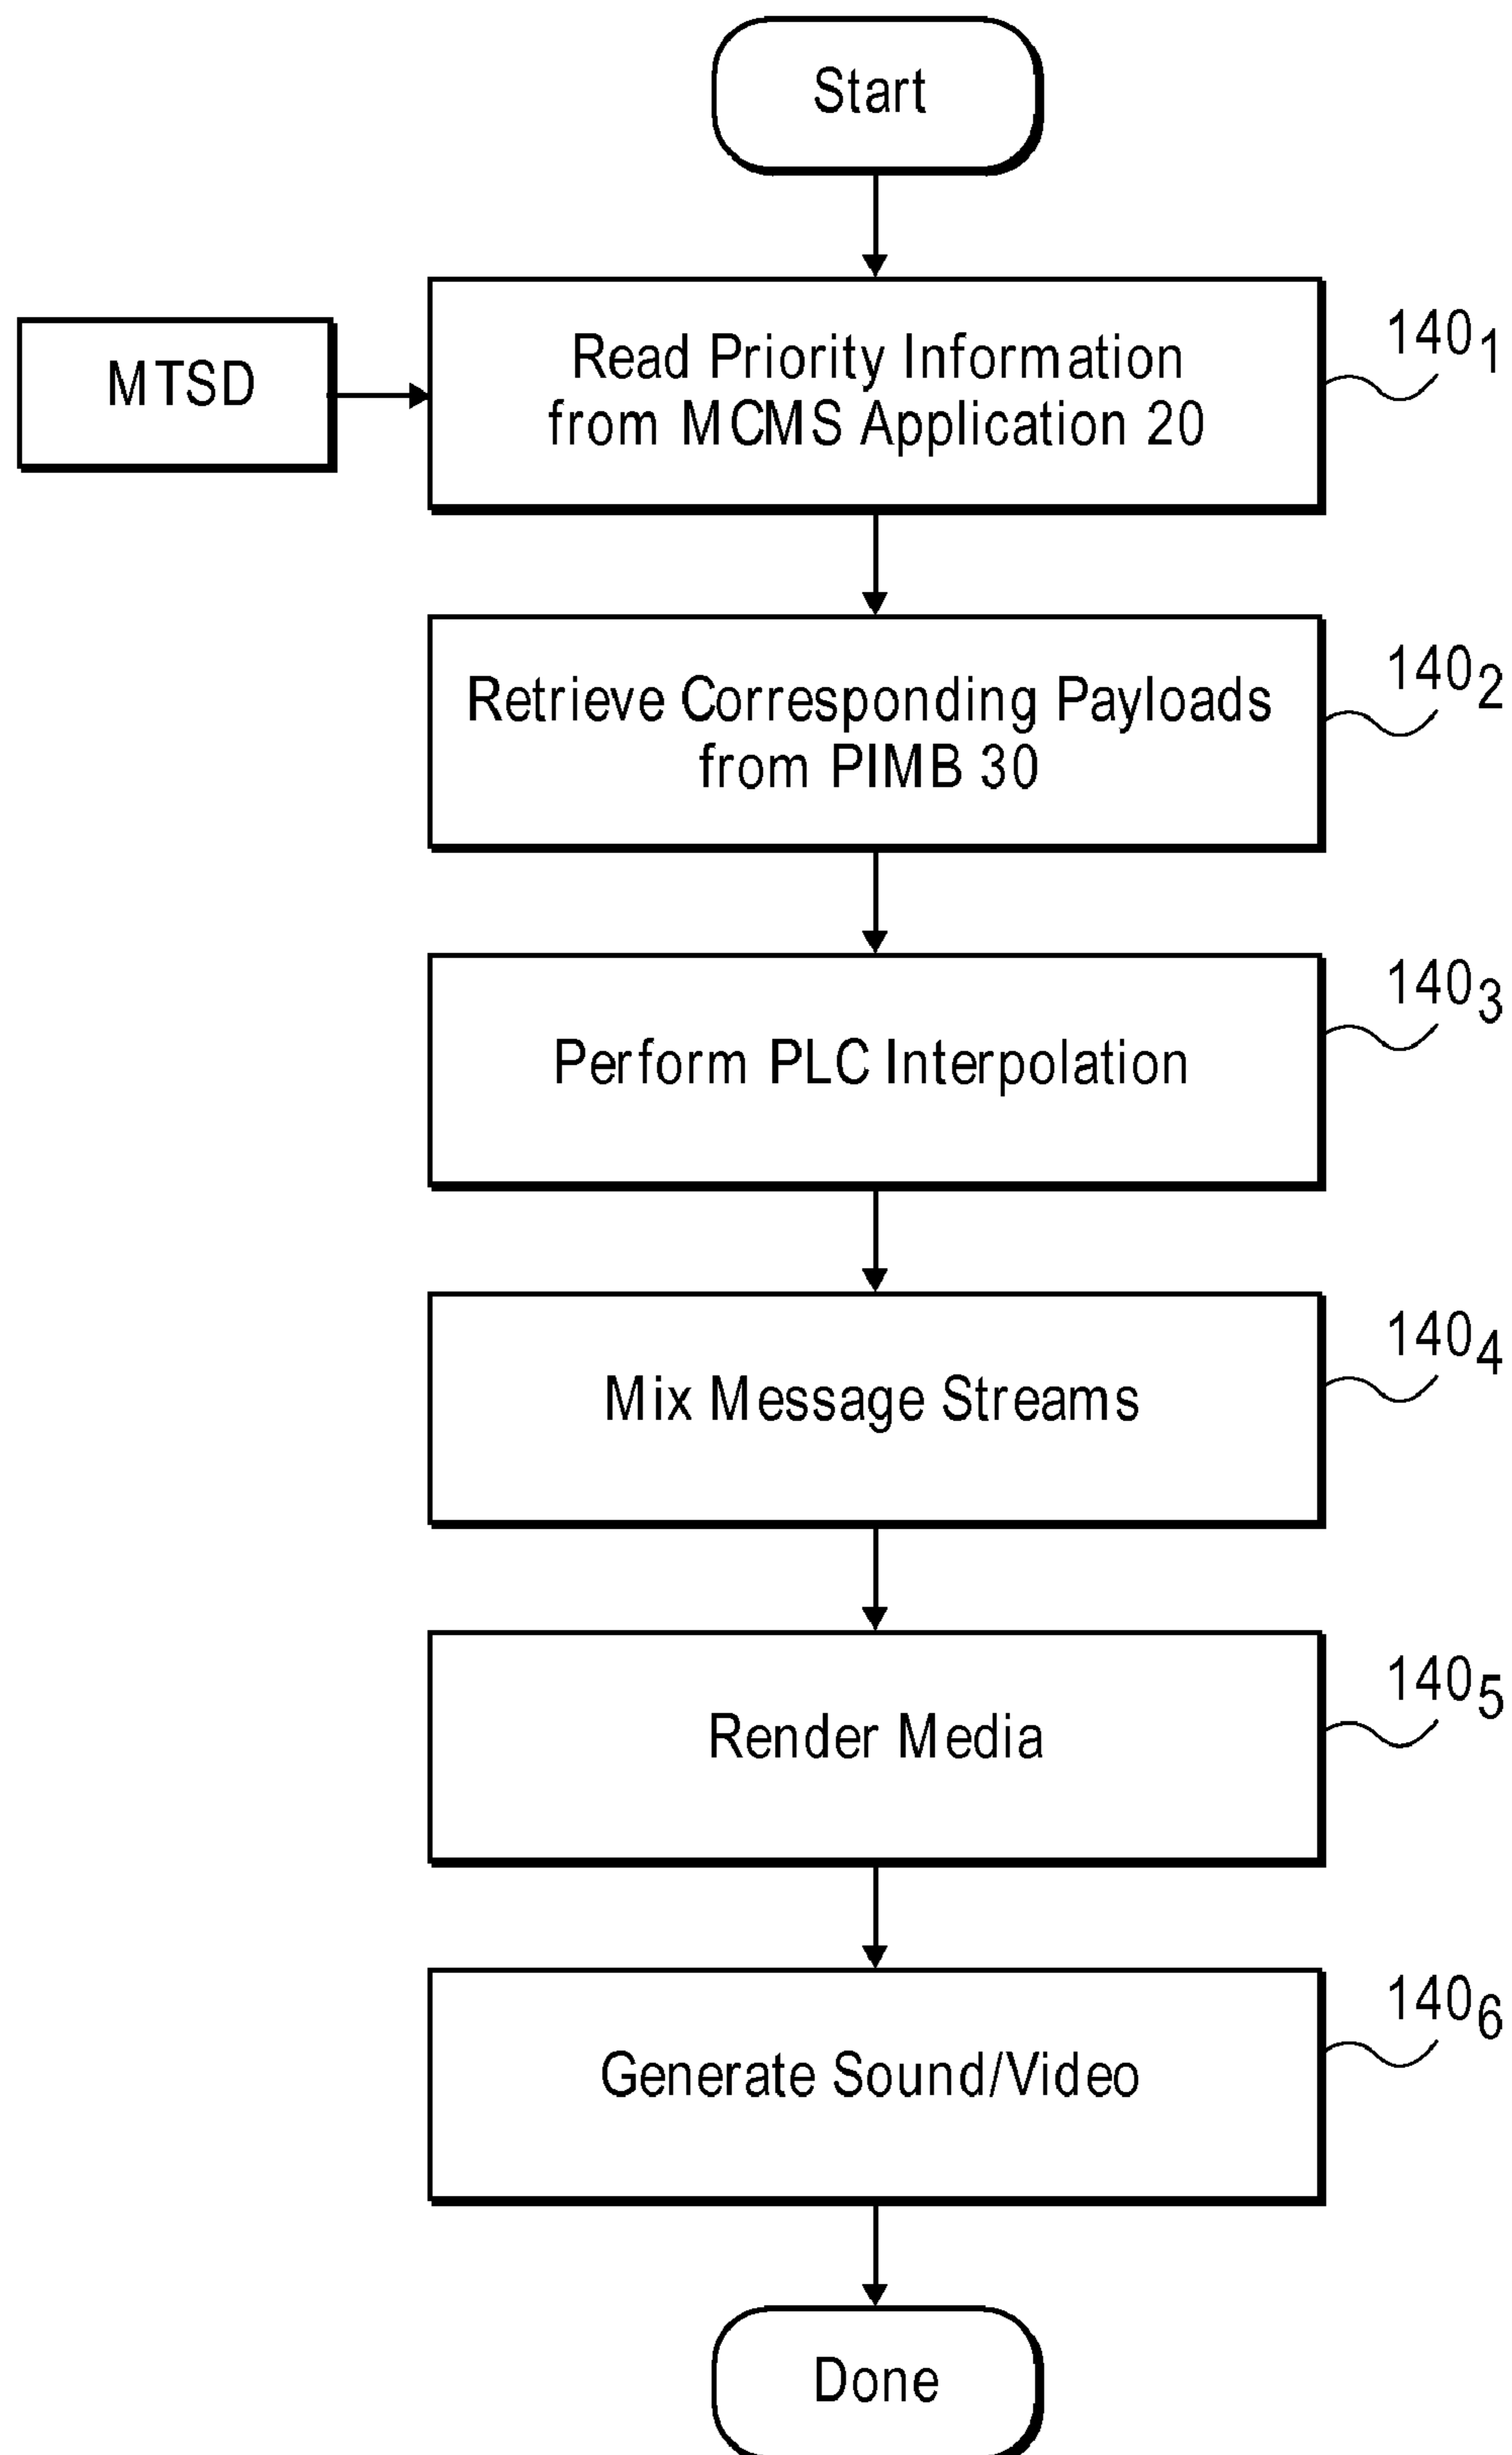 Start
MTSD
Read Priority Information
from MCMS Application 20
140₁
Retrieve Corresponding Payloads
from PIMB 30
140₂
Perform PLC Interpolation
140₃
Mix Message Streams
140₄
Render Media
140₅
Generate Sound/Video
140₆
Done